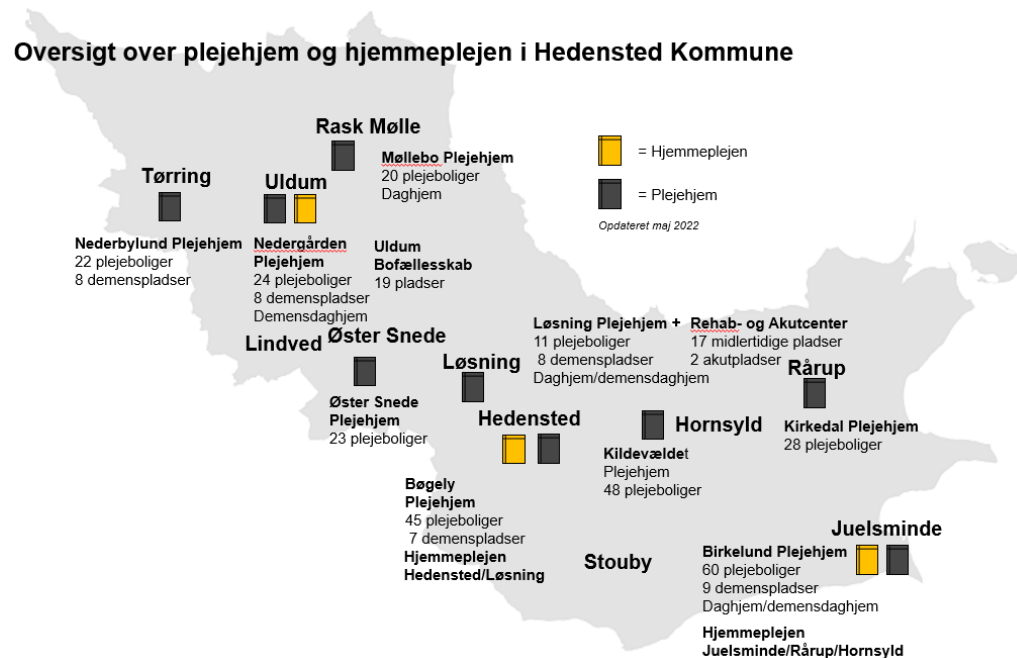 Oversigt over plejehjem og hjemmeplejen i Hedensted Kommune
Rask Mølle
Møllebo Plejehjem
20 plejeboliger
Daghjem
= Hjemmeplejen
= Plejehjem
Opdateret maj 2022
Tørring
Nederbylund Plejehjem
22 plejeboliger
8 demenspladser
Uldum
Nedergården
Plejehjem
24 plejeboliger
8 demenspladser
Demensdaghjem
Uldum
Bofællesskab
19 pladser
Lindved
Øster Snede
Øster Snede
Plejehjem
23 plejeboliger
Løsning
Løsning Plejehjem +
11 plejeboliger
8 demenspladser
Daghjem/demensdaghjem
Rehab- og Akutcenter
17 midlertidige pladser
2 akutpladser
Rårup
Kirkedal Plejehjem
28 plejeboliger
Hedensted
Bøgely
Plejehjem
45 plejeboliger
7 demenspladser
Hjemmeplejen
Hedensted/Løsning
Hornsyld
Kildevældet
Plejehjem
48 plejeboliger
Stouby
Juelsminde
Birkelund Plejehjem
60 plejeboliger
9 demenspladser
Daghjem/demensdaghjem
Hjemmeplejen
Juelsminde/Rårup/Hornsyld